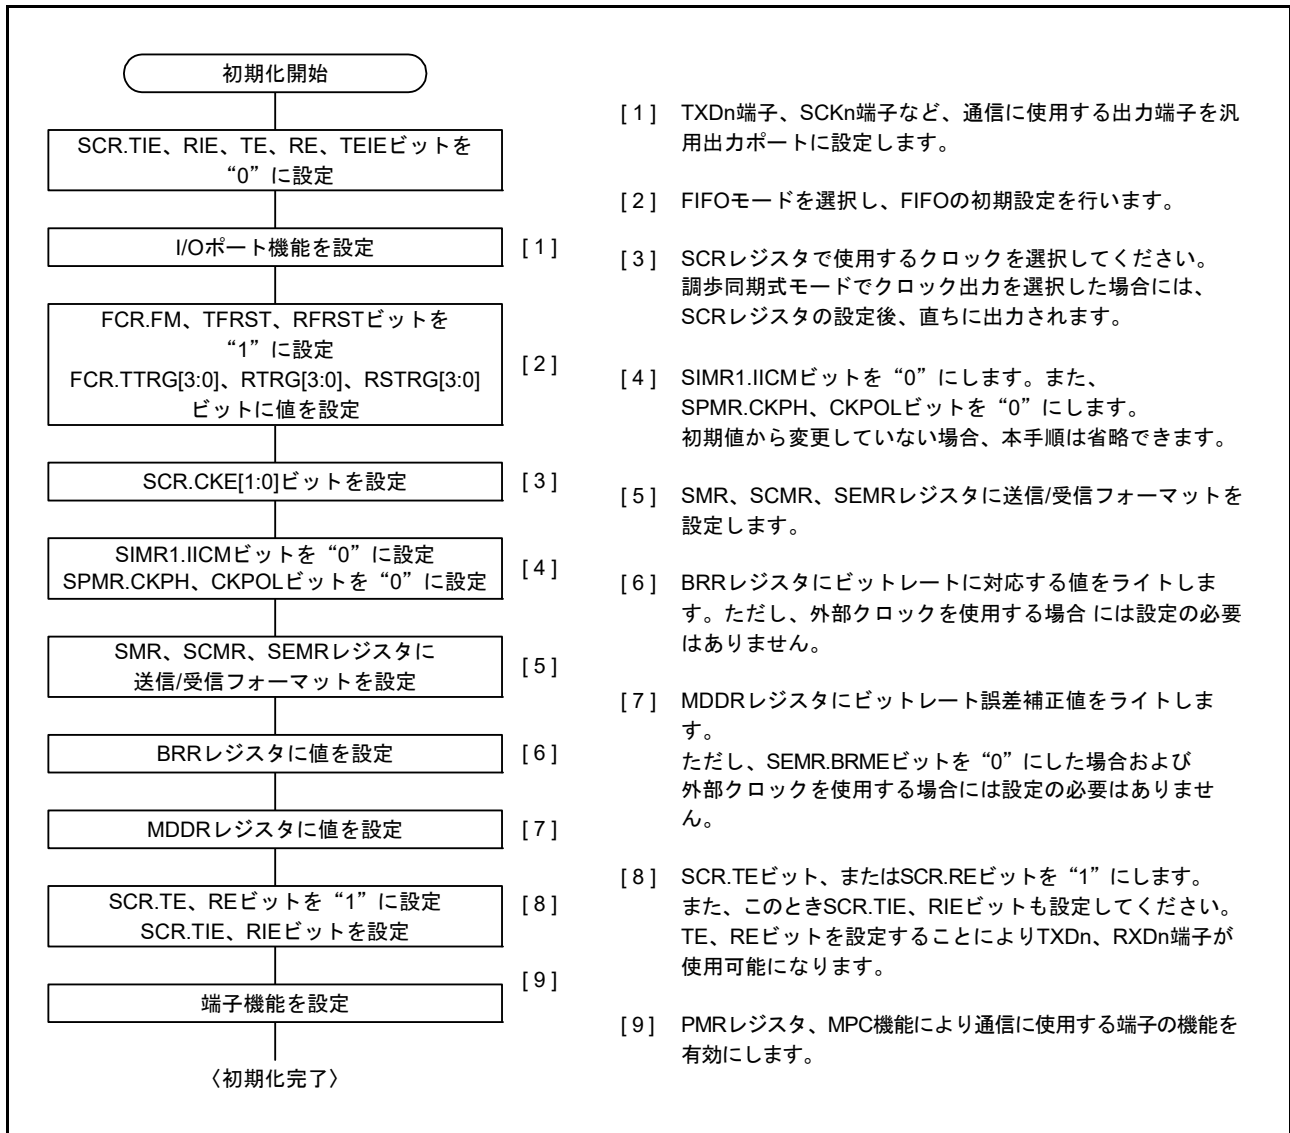 初期化開始
SCR.TIE、RIE、TE、RE、TEIEビットを
“0”に設定
I/Oポート機能を設定
[ 1 ]
FCR.FM、TFRST、RFRSTビットを
“1”に設定
FCR.TTRG[3:0]、RTRG[3:0]、RSTRG[3:0]
ビットに値を設定
[ 2 ]
SCR.CKE[1:0]ビットを設定
[ 3 ]
SIMR1.IICMビットを“0”に設定
SPMR.CKPH、CKPOLビットを“0”に設定
[ 4 ]
SMR、SCMR、SEMRレジスタに
送信/受信フォーマットを設定
[ 5 ]
BRRレジスタに値を設定
[ 6 ]
MDDRレジスタに値を設定
[ 7 ]
SCR.TE、REビットを“1”に設定
SCR.TIE、RIEビットを設定
[ 8 ]
端子機能を設定
[ 9 ]
〈初期化完了〉
[ 1 ] TXDn端子、SCKn端子など、通信に使用する出力端子を汎
用出力ポートに設定します。
[ 2 ] FIFOモードを選択し、FIFOの初期設定を行います。
[ 3 ] SCRレジスタで使用するクロックを選択してください。
調歩同期式モードでクロック出力を選択した場合には、
SCRレジスタの設定後、直ちに出力されます。
[ 4 ] SIMR1.IICMビットを“0”にします。また、
SPMR.CKPH、CKPOLビットを“0”にします。
初期値から変更していない場合、本手順は省略できます。
[ 5 ] SMR、SCMR、SEMRレジスタに送信/受信フォーマットを
設定します。
[ 6 ] BRRレジスタにビットレートに対応する値をライトしま
す。ただし、外部クロックを使用する場合 には設定の必要
はありません。
[ 7 ] MDDRレジスタにビットレート誤差補正値をライトしま
す。
ただし、SEMR.BRMEビットを“0”にした場合および
外部クロックを使用する場合には設定の必要はありませ
ん。
[ 8 ] SCR.TEビット、またはSCR.REビットを“1”にします。
また、このときSCR.TIE、RIEビットも設定してください。
TE、REビットを設定することによりTXDn、RXDn端子が
使用可能になります。
[ 9 ] PMRレジスタ、MPC機能により通信に使用する端子の機能を
有効にします。